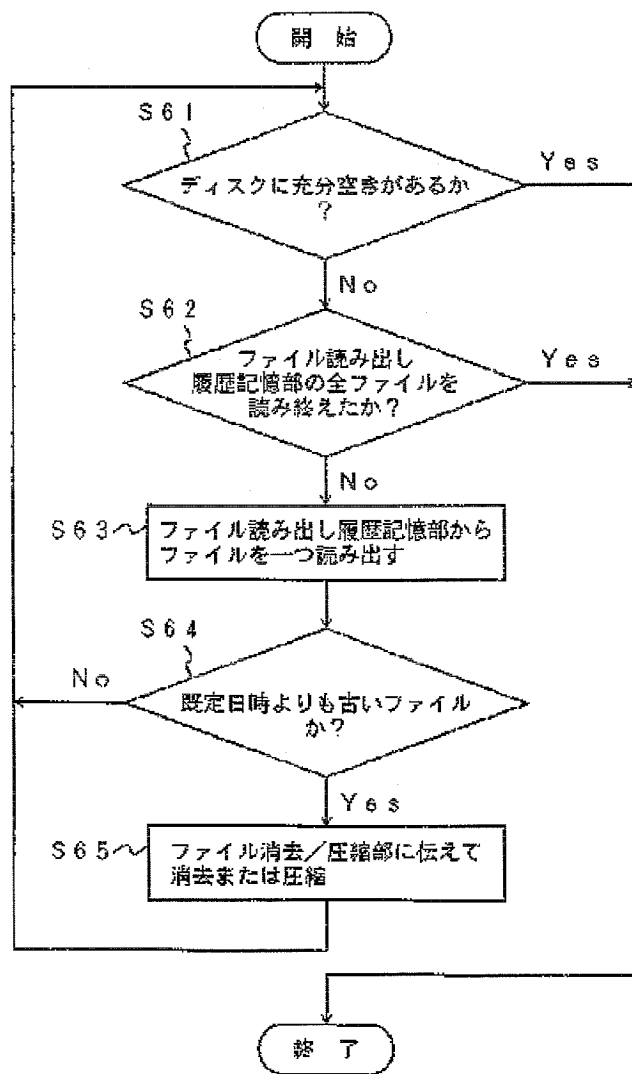 開 始
S61
ディスクに充分空きがあるか
?
Yes
No
S62
ファイル読み出し
履歴記憶部の全ファイルを
読み終えたか?
Yes
No
S63
ファイル読み出し履歴記憶部から
ファイルを一つ読み出す
S64
No
既定日時よりも古いファイル
か?
Yes
S65
ファイル消去/圧縮部に伝えて
消去または圧縮
終 了